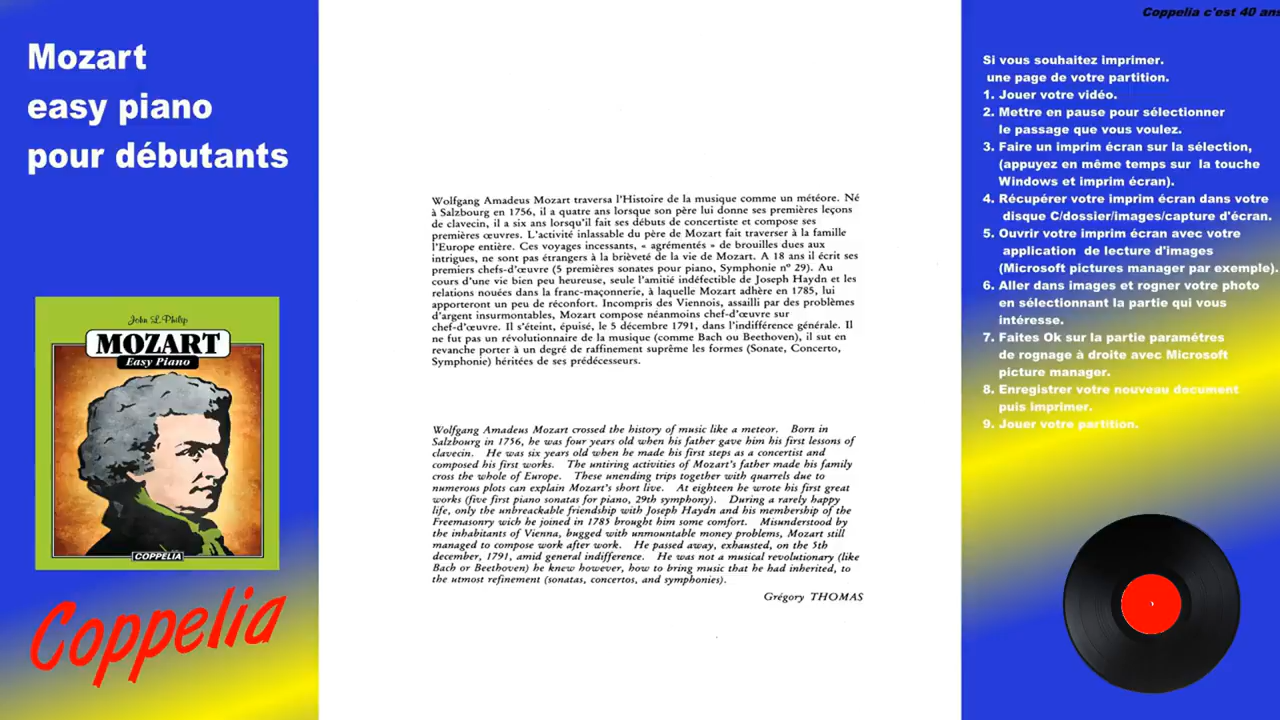 Mozart
easy piano
pour débutants
John L. Philip
MOZART
Easy Piano
COPPELIA
Coppelia
Wolfgang Amadeus Mozart traversa l'Histoire de la musique comme un météore. Né
à Salzbourg en 1756, il a quatre ans lorsque son père lui donne ses premières leçons
de clavecin, il a six ans lorsqu'il fait ses débuts de concertiste et compose ses
premières œuvres. L'activité inlassable du père de Mozart fait traverser à la famille
l'Europe entière. Ces voyages incessants, « agrémentés » de brouilles dues aux
intrigues, ne sont pas étrangers à la brièveté de la vie de Mozart. A 18 ans il écrit ses
premiers chefs-d'œuvre (5 premières sonates pour piano, Symphonie nº 29). Au
cours d'une vie bien peu heureuse, seule l'amitié indéfectible de Joseph Haydn et les
relations nouées dans la franc-maçonnerie, à laquelle Mozart adhère en 1785, lui
apporteront un peu de réconfort. Incompris des Viennois, assailli par des problèmes
d'argent insurmontables, Mozart compose néanmoins chef-d'œuvre sur
chef-d'œuvre. Il s'éteint, épuisé, le 5 décembre 1791, dans l'indifférence générale. Il
ne fut pas un révolutionnaire de la musique (comme Bach ou Beethoven), il sut en
revanche porter à un degré de raffinement suprême les formes (Sonate, Concerto,
Symphonie) héritées de ses prédécesseurs.
Wolfgang Amadeus Mozart crossed the history of music like a meteor. Born in
Salzburg in 1756, he was four years old when his father gave him his first lessons of
clavecin. He was six years old when he made his first steps as a concertist and
composed his first works. The untiring activities of Mozart's father made his family
cross the whole of Europe. These unending trips together with quarrels due to
numerous plots can explain Mozart's short live. At eighteen he wrote his first great
works (five first piano sonatas for piano, 29th symphony). During a rarely happy
life, only the unbreackable friendship with Joseph Haydn and his membership of the
Freemasonry wich he joined in 1785 brought him some comfort. Misunderstood by
the inhabitants of Vienna, bugged with unmountable money problems, Mozart still
managed to compose work after work. He passed away, exhausted, on the 5th
december, 1791, amid general indifference. He was not a musical revolutionary (like
Bach or Beethoven) he knew however, how to bring music that he had inherited, to
the utmost refinement (sonatas, concertos, and symphonies).
Grégory THOMAS
Coppelia c'est 40 ans
Si vous souhaitez imprimer.
une page de votre partition.
1. Jouer votre vidéo.
2. Mettre en pause pour sélectionner
le passage que vous voulez.
3. Faire un imprim écran sur la sélection,
(appuyez en même temps sur la touche
Windows et imprim écran).
4. Récupérer votre imprim écran dans votre
disque C/dossier/images/capture d'écran.
5. Ouvrir votre imprim écran avec votre
application de lecture d'images
(Microsoft pictures manager par exemple).
6. Aller dans images et rogner votre photo
en sélectionnant la partie qui vous
intéresse.
7. Faites Ok sur la partie paramétres
de rognage à droite avec Microsoft
picture manager.
8. Enregistrer votre nouveau document
puis imprimer.
9. Jouer votre partition.